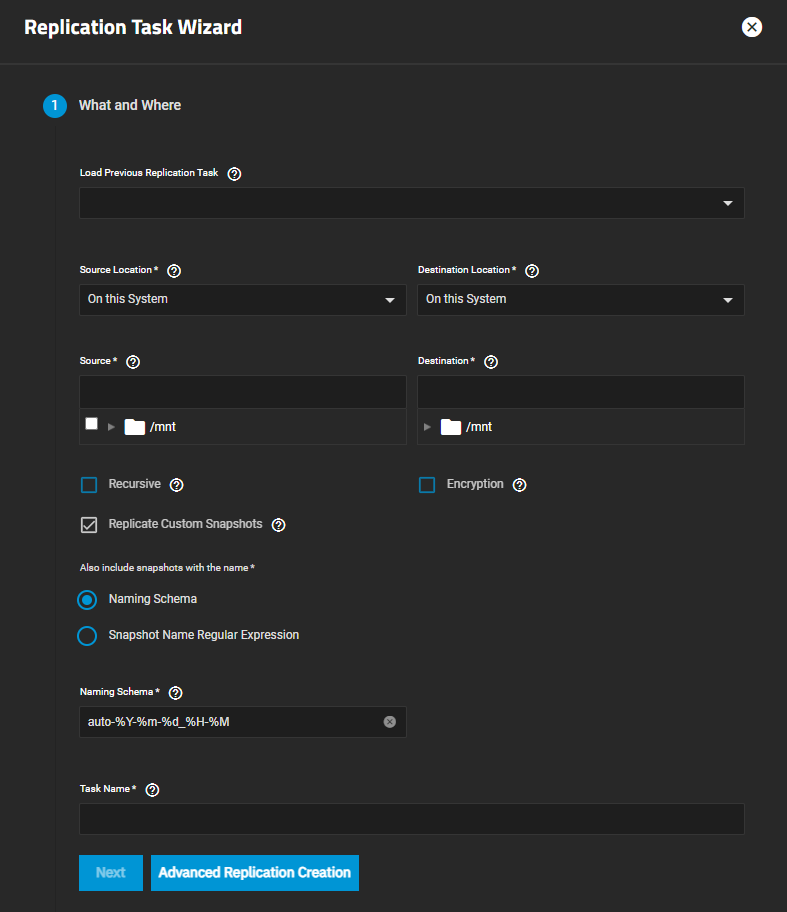 Replication Task Wizard
1 What and Where
Load Previous Replication Task
Source Location * Destination Location *
On this System On this System
Source * Destination *
/mnt /mnt
Recursive Encryption
Replicate Custom Snapshots
Also include snapshots with the name *
Naming Schema
Snapshot Name Regular Expression
Naming Schema *
auto-%Y-%m-%d_%H-%M
Task Name *
Next Advanced Replication Creation